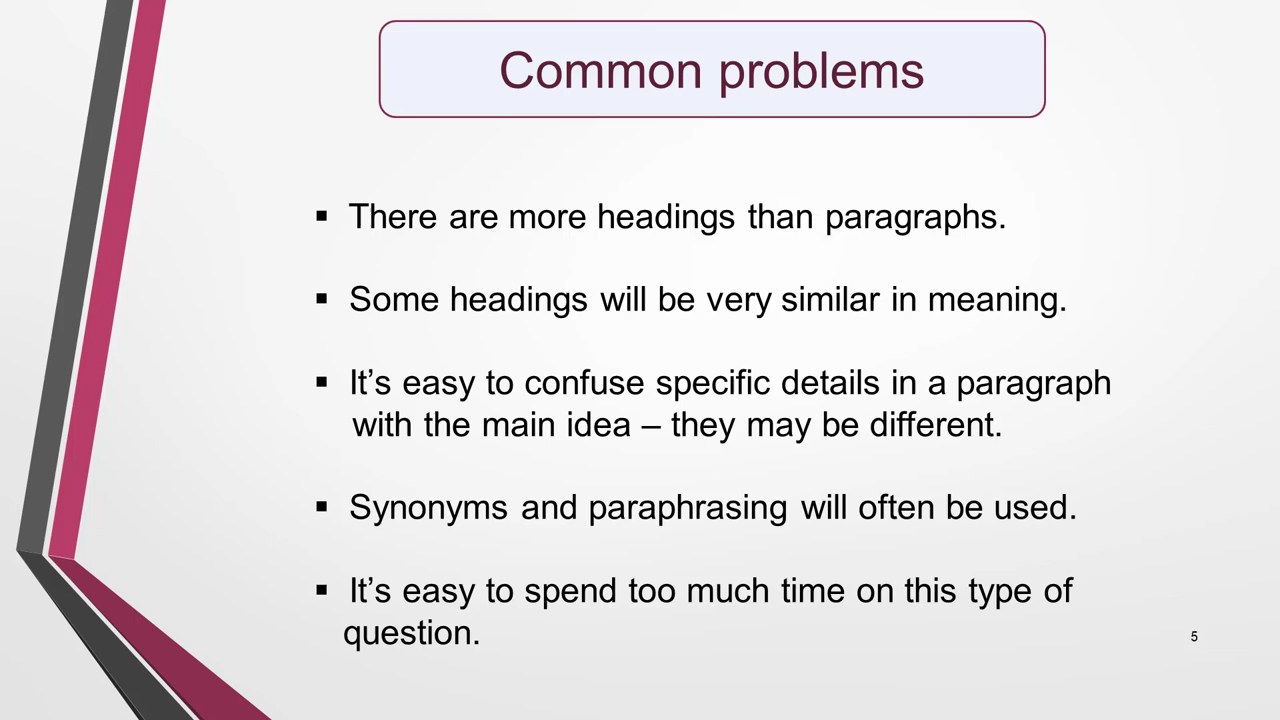 Common problems
▪ There are more headings than paragraphs.
▪ Some headings will be very similar in meaning.
▪ It’s easy to confuse specific details in a paragraph
with the main idea – they may be different.
▪ Synonyms and paraphrasing will often be used.
▪ It’s easy to spend too much time on this type of
question.
5